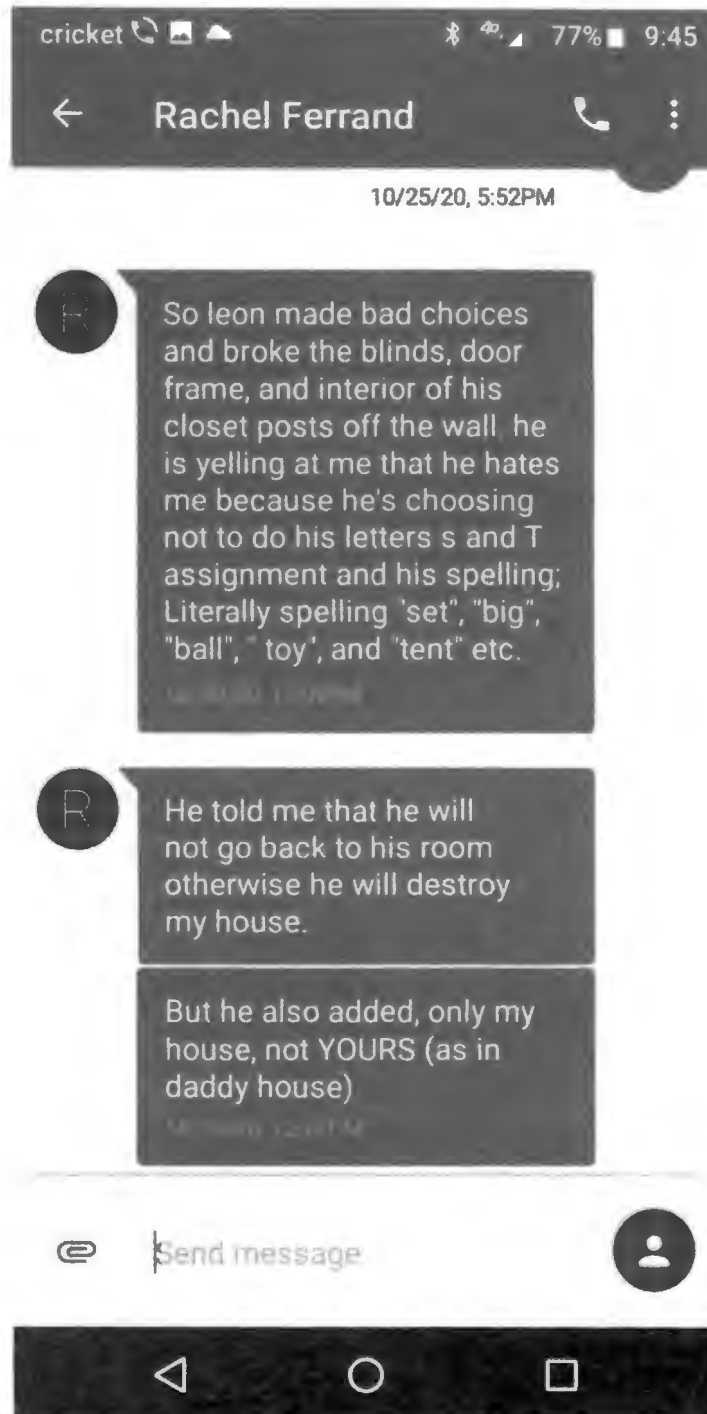 cricket 77% 9:45
Rachel Ferrand
10/25/20, 5:52PM
R
So leon made bad choices
and broke the blinds, door
frame, and interior of his
closet posts off the wall he
is yelling at me that he hates
me because he's choosing
not to do his letters s and T
assignment and his spelling;
Literally spelling "set", "big",
"ball", " toy", and "tent" etc.
R
He told me that he will
not go back to his room
otherwise he will destroy
my house.
But he also added, only my
house, not YOURS (as in
daddy house)
Send message